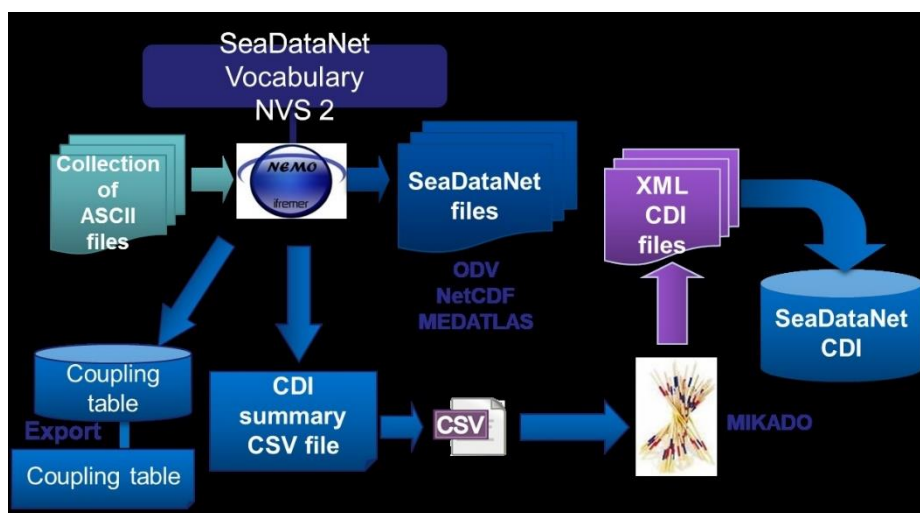 SeaDataNet
Vocabulary
NVS 2
Collection
of
ASCII
files
NEMO
ifremer
SeaDataNet
files
ODV
NetCDF
MEDATLAS
XML
CDI
files
SeaDataNet
CDI
Coupling
table
Export
Coupling table
CDI
summary
CSV file
CSV
MIKADO